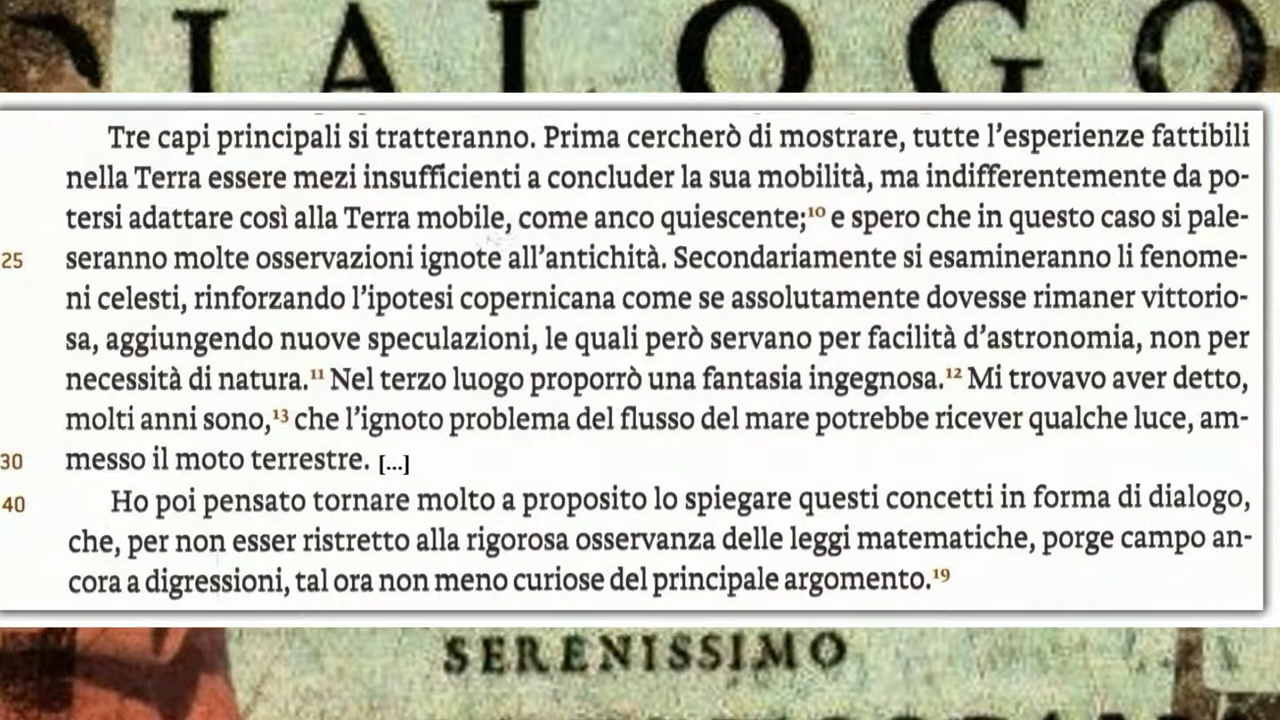 IALOGO
Tre capi principali si tratteranno. Prima cercherò di mostrare, tutte l'esperienze fattibili
nella Terra essere mezi insufficienti a concluder la sua mobilità, ma indifferentemente da po-
tersi adattare così alla Terra mobile, come anco quiescente;¹⁰ e spero che in questo caso si pale-
25 seranno molte osservazioni ignote all'antichità. Secondariamente si esamineranno li fenome-
ni celesti, rinforzando l'ipotesi copernicana come se assolutamente dovesse rimaner vittorio-
sa, aggiungendo nuove speculazioni, le quali però servano per facilità d'astronomia, non per
necessità di natura.¹¹ Nel terzo luogo proporrò una fantasia ingegnosa.¹² Mi trovavo aver detto,
molti anni sono,¹³ che l'ignoto problema del flusso del mare potrebbe ricever qualche luce, am-
30 messo il moto terrestre. [...]
40 Ho poi pensato tornare molto a proposito lo spiegare questi concetti in forma di dialogo,
che, per non esser ristretto alla rigorosa osservanza delle leggi matematiche, porge campo an-
cora a digressioni, tal ora non meno curiose del principale argomento.¹⁹
SERENISSIMO